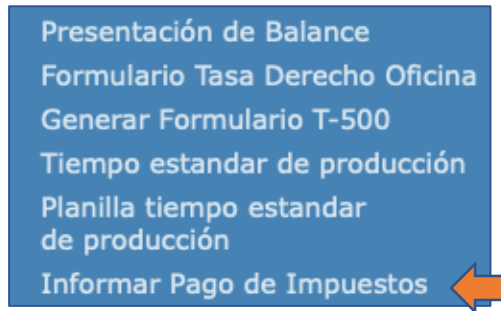 Presentación de Balance
Formulario Tasa Derecho Oficina
Generar Formulario T-500
Tiempo estandar de producción
Planilla tiempo estandar
de producción
Informar Pago de Impuestos